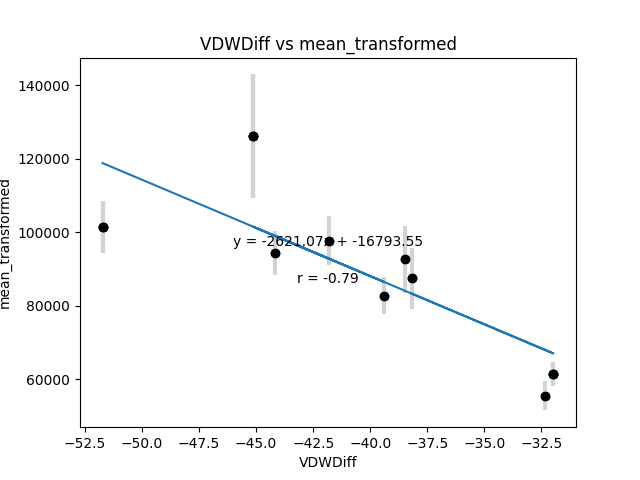 VDWDiff vs mean_transformed
mean_transformed
140000
120000
100000
80000
60000
y = -2621.07x + -16793.55
r = -0.79
−52.5 −50.0 −47.5 −45.0 −42.5 −40.0 −37.5 −35.0 −32.5
VDWDiff